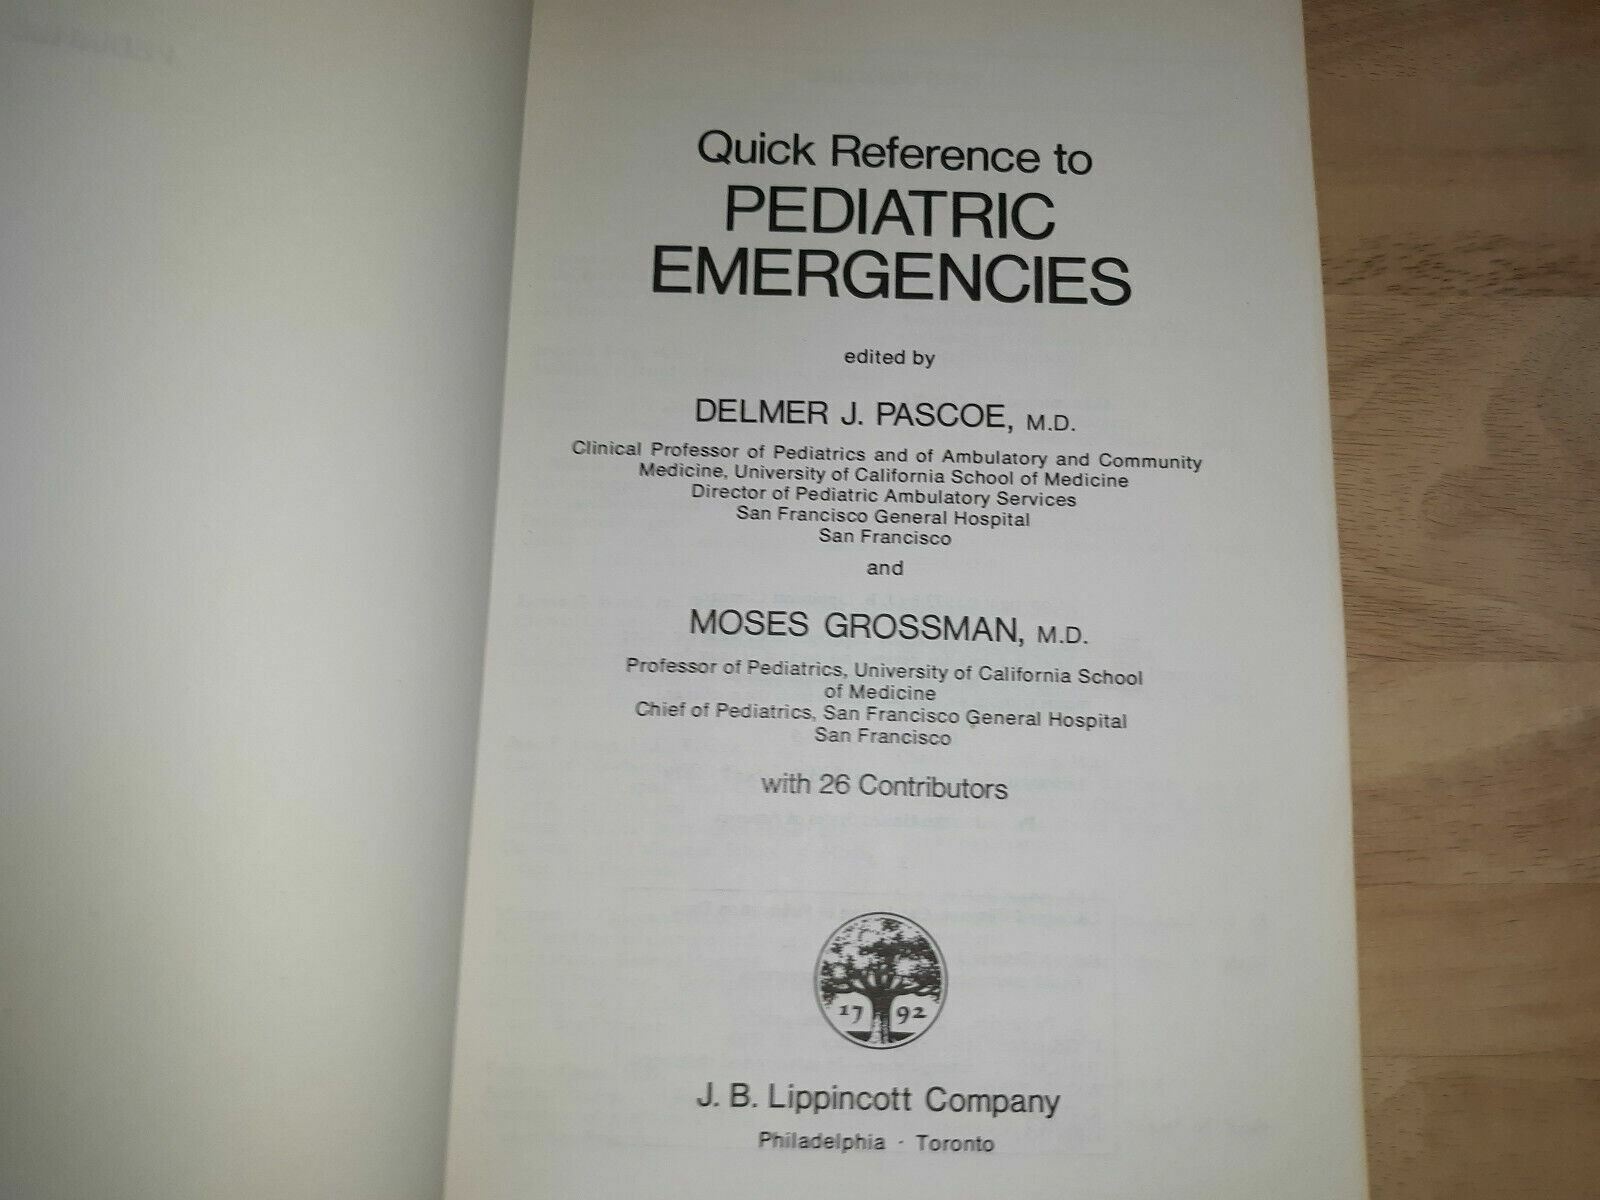 Quick Reference to
PEDIATRIC
EMERGENCIES
edited by
DELMER J. PASCOE, M.D.
Clinical Professor of Pediatrics and of Ambulatory and Community
Medicine, University of California School of Medicine
Director of Pediatric Ambulatory Services
San Francisco General Hospital
San Francisco
and
MOSES GROSSMAN, M.D.
Professor of Pediatrics, University of California School
of Medicine
Chief of Pediatrics, San Francisco General Hospital
San Francisco
with 26 Contributors
17 92
J. B. Lippincott Company
Philadelphia · Toronto